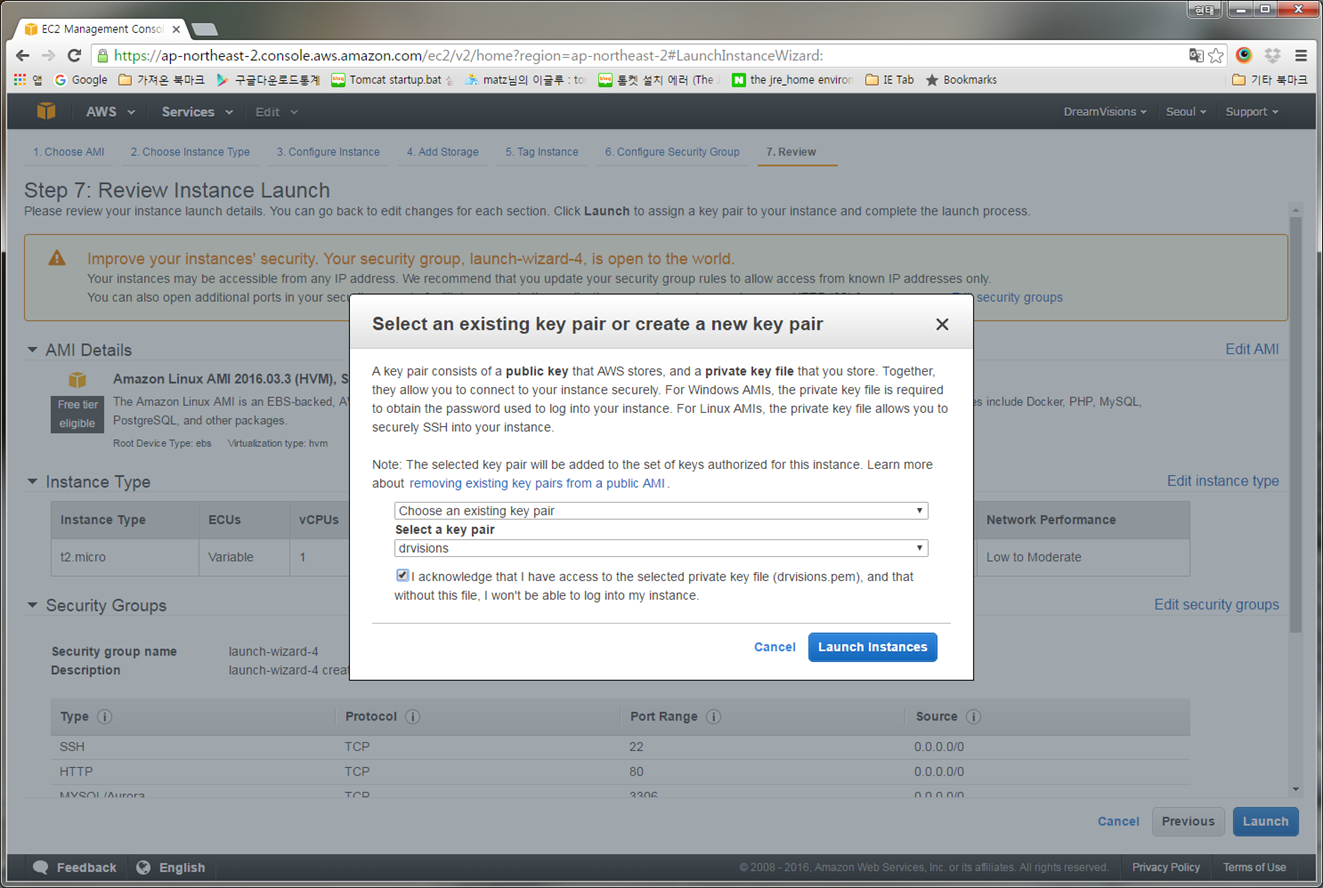 현태
EC2 Management Consol
https://ap-northeast-2.console.aws.amazon.com/ec2/v2/home?region=ap-northeast-2#LaunchInstanceWizard:
앱 Google 가져온 북마크 구글다운로드통계 Tomcat startup.bat matz님의 이글루 : to 톰켓 설치 에러 (The the jre_home environ IE Tab Bookmarks 기타 북마크
AWS Services Edit DreamVisions Seoul Support
1. Choose AMI 2. Choose Instance Type 3. Configure Instance 4. Add Storage 5. Tag Instance 6. Configure Security Group 7. Review
Step 7: Review Instance Launch
Please review your instance launch details. You can go back to edit changes for each section. Click Launch to assign a key pair to your instance and complete the launch process.
Improve your instances' security. Your security group, launch-wizard-4, is open to the world.
Your instances may be accessible from any IP address. We recommend that you update your security group rules to allow access from known IP addresses only.
You can also open additional ports in your security groups
Select an existing key pair or create a new key pair
A key pair consists of a public key that AWS stores, and a private key file that you store. Together,
they allow you to connect to your instance securely. For Windows AMIs, the private key file is required
to obtain the password used to log into your instance. For Linux AMIs, the private key file allows you to
securely SSH into your instance.
Note: The selected key pair will be added to the set of keys authorized for this instance. Learn more
about removing existing key pairs from a public AMI .
Choose an existing key pair
Select a key pair
drvisions
I acknowledge that I have access to the selected private key file (drvisions.pem), and that
without this file, I won't be able to log into my instance.
Cancel Launch Instances
AMI Details Edit AMI
Amazon Linux AMI 2016.03.3 (HVM), S
Free tier
eligible
The Amazon Linux AMI is an EBS-backed, es include Docker, PHP, MySQL,
PostgreSQL, and other packages.
Root Device Type: ebs Virtualization type: hvm
Instance Type Edit instance type
Instance Type ECUs vCPUs Network Performance
t2.micro Variable 1 Low to Moderate
Security Groups Edit security groups
Security group name launch-wizard-4
Description launch-wizard-4 creat
Type Protocol Port Range Source
SSH TCP 22 0.0.0.0/0
HTTP TCP 80 0.0.0.0/0
MYSQL/Aurora TCP 3306 0.0.0.0/0
Cancel Previous Launch
Feedback English © 2008 - 2016, Amazon Web Services, Inc. or its affiliates. All rights reserved. Privacy Policy Terms of Use